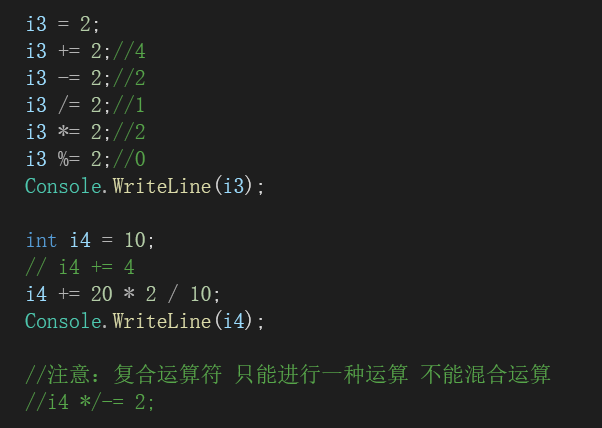 i3 = 2;
i3 += 2;//4
i3 -= 2;//2
i3 /= 2;//1
i3 *= 2;//2
i3 %= 2;//0
Console.WriteLine(i3);
int i4 = 10;
// i4 += 4
i4 += 20 * 2 / 10;
Console.WriteLine(i4);
//注意：复合运算符 只能进行一种运算 不能混合运算
//i4 */-= 2;